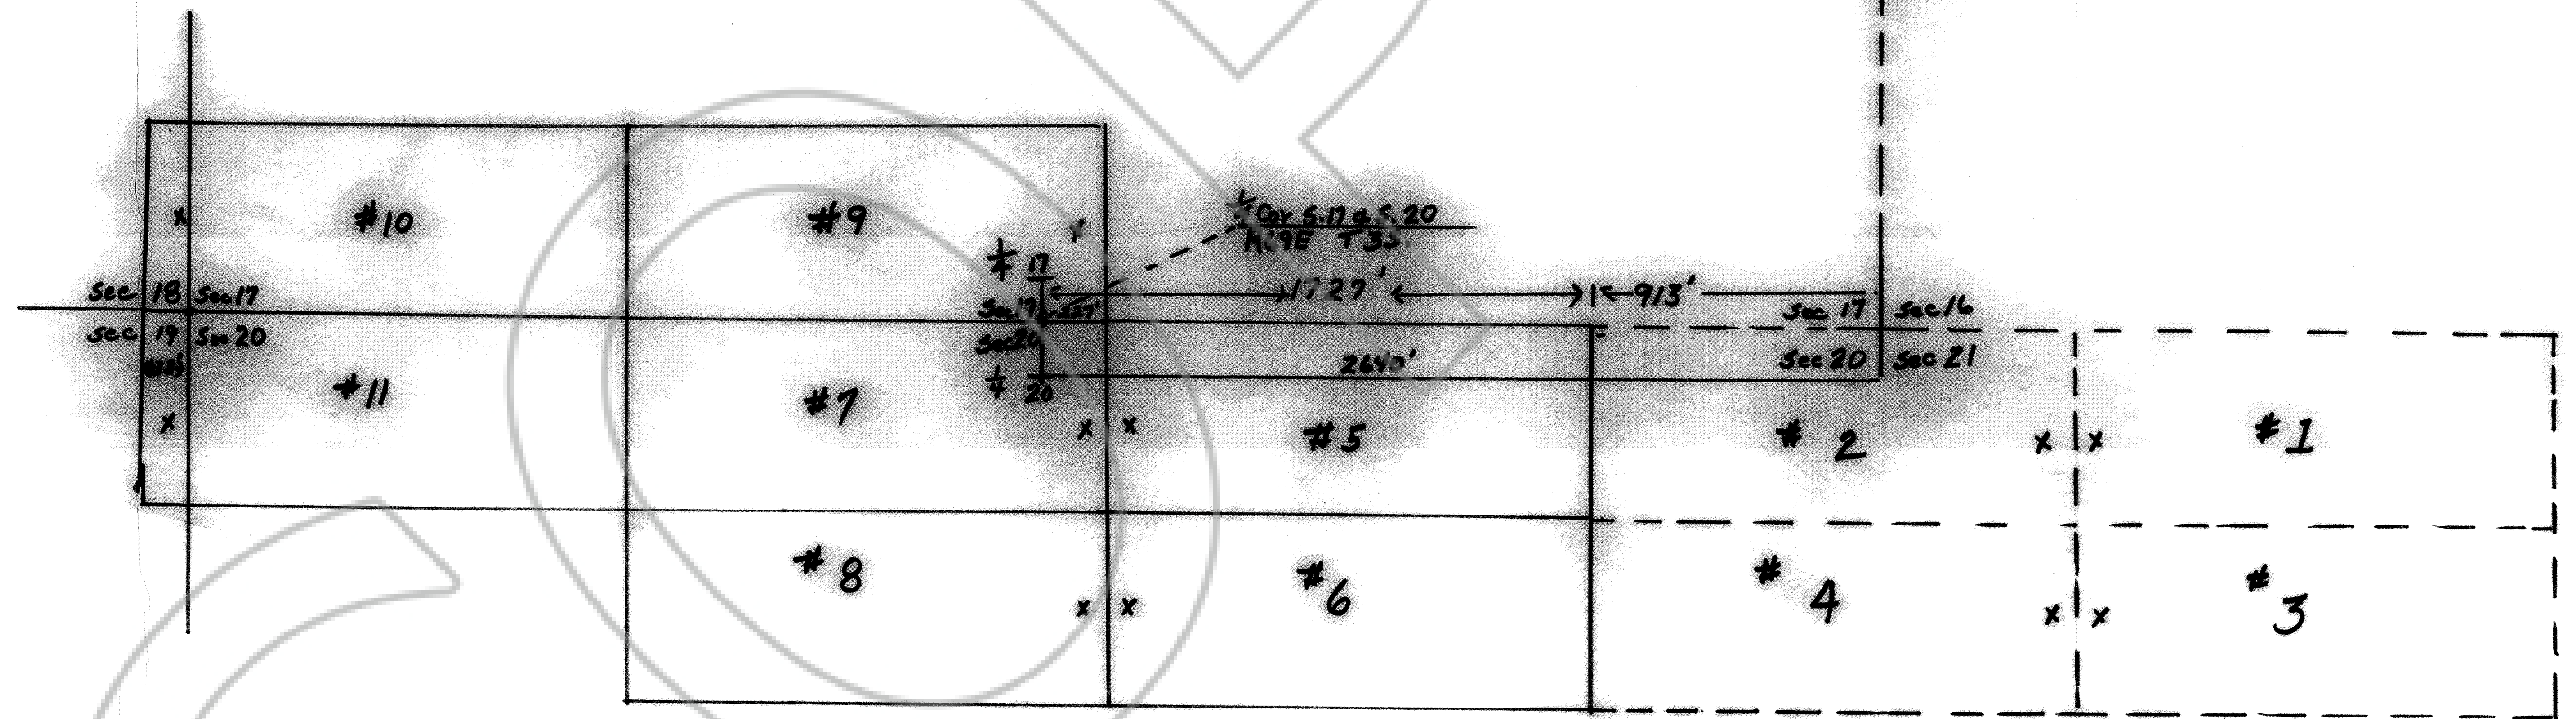 #10
#9
1/4 Cor S.17 & S.20
T3S.
1/4 17
1727'
913'
sec 18
Sec 17
Sec 17
227'
sec 17
sec 16
sec 19
Sec 20
Sec 20
2640'
sec 20
sec 21
1/4 20
#11
#7
#5
# 2
# 1
# 8
# 6
# 4
# 3
x
x
x
x x
x x
x x
x x